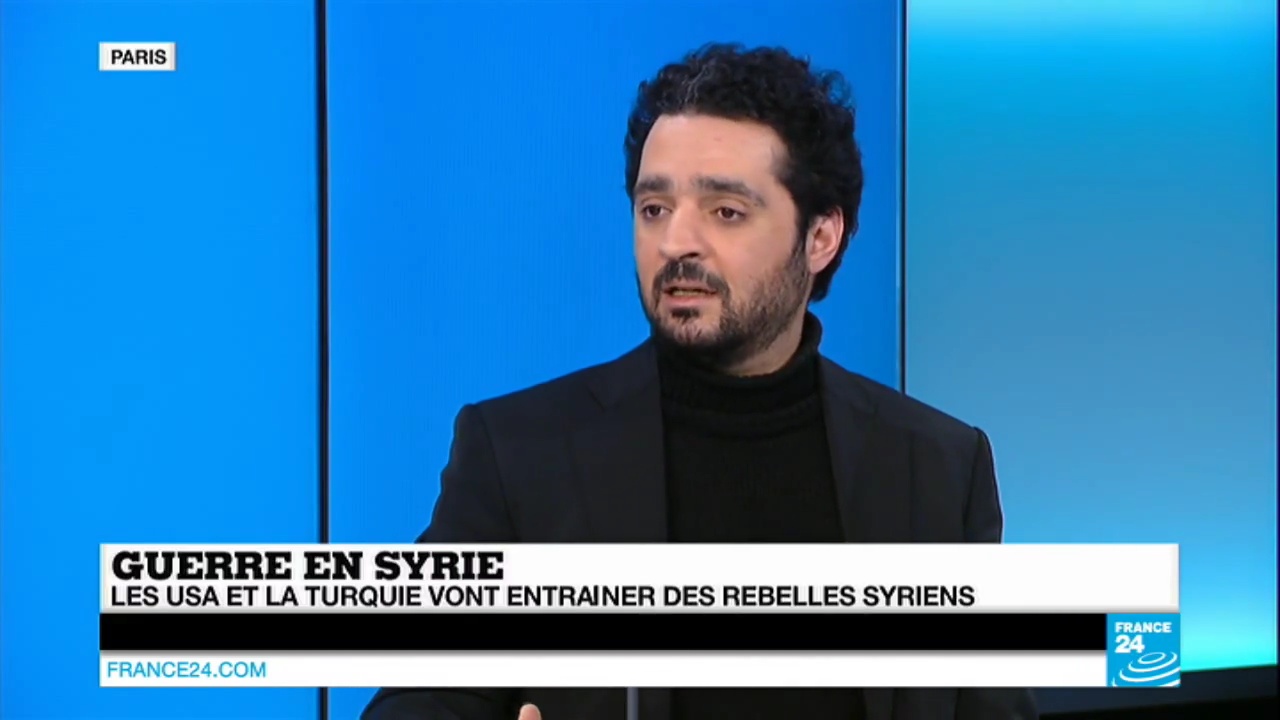 PARIS
GUERRE EN SYRIE
LES USA ET LA TURQUIE VONT ENTRAINER DES REBELLES SYRIENS
FRANCE
24
FRANCE24.COM